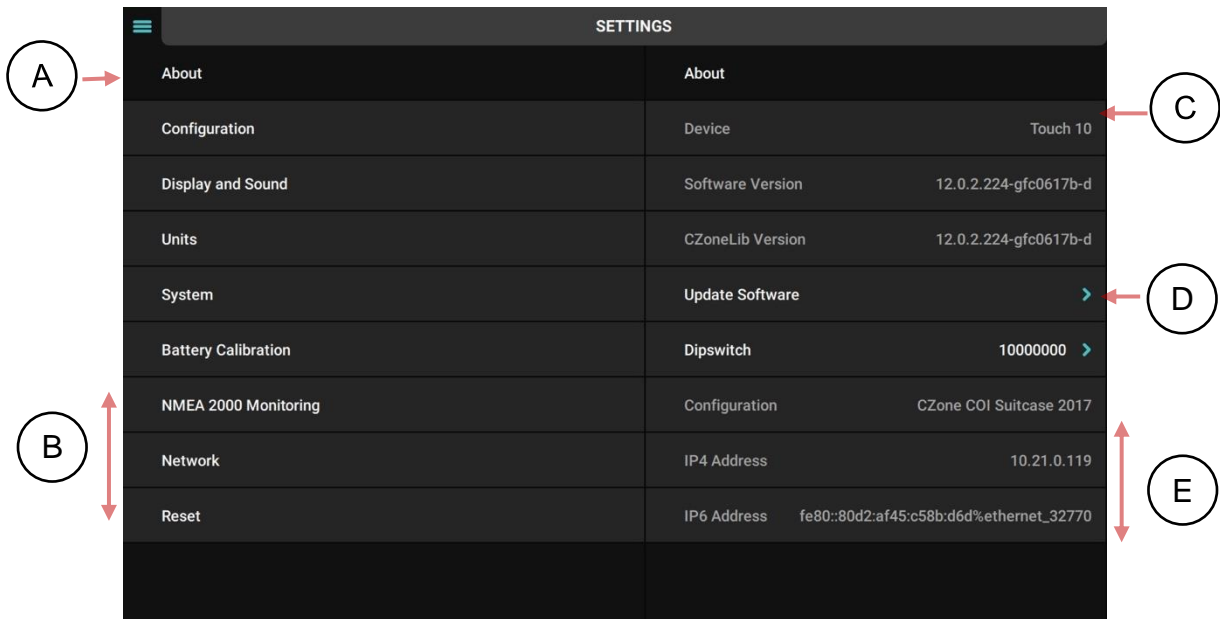 SETTINGS
A
About
About
Configuration
Device Touch 10
C
Display and Sound
Software Version 12.0.2.224-gfc0617b-d
Units
CZoneLib Version 12.0.2.224-gfc0617b-d
System
Update Software
D
Battery Calibration
Dipswitch 10000000
B
NMEA 2000 Monitoring
Configuration CZone COI Suitcase 2017
Network
IP4 Address 10.21.0.119
E
Reset
IP6 Address fe80::80d2:af45:c58b:d6d%ethernet_32770